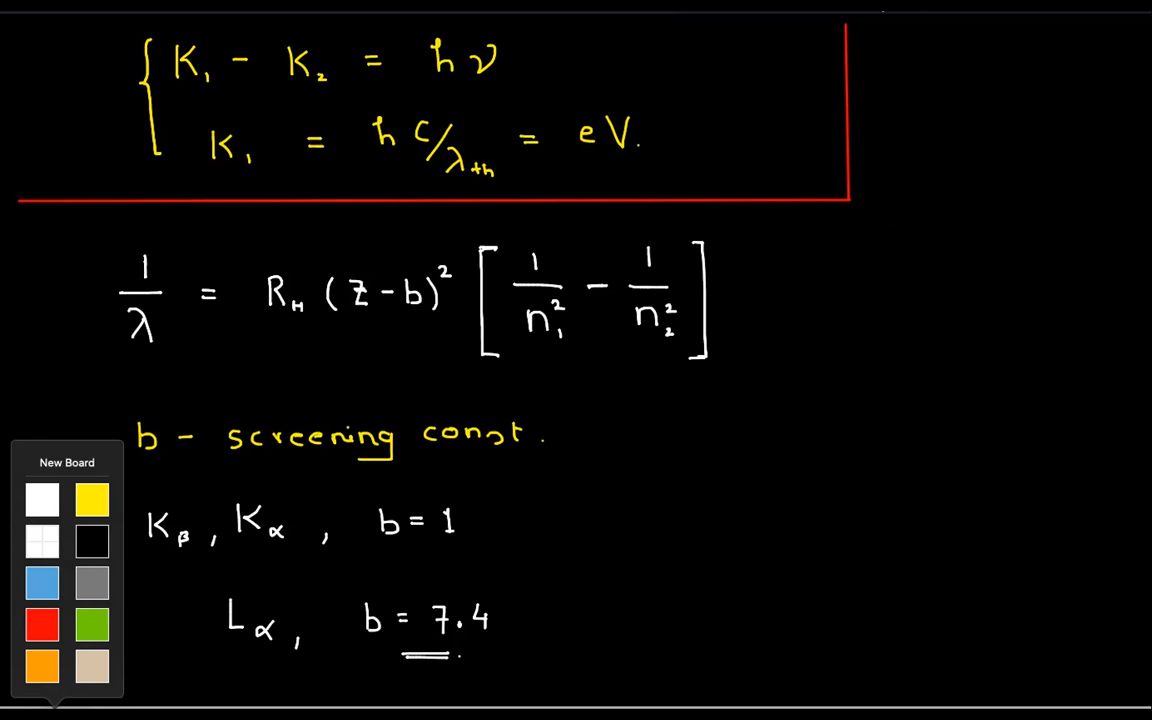 K₁ - K₂ = hν
K₁ = h c/λth = eV.
1/λ = R_H (Z - b)² [1/n₁² - 1/n₂²]
b - screening const.
Kβ, Kα, b = 1
New Board
Lα, b = 7.4